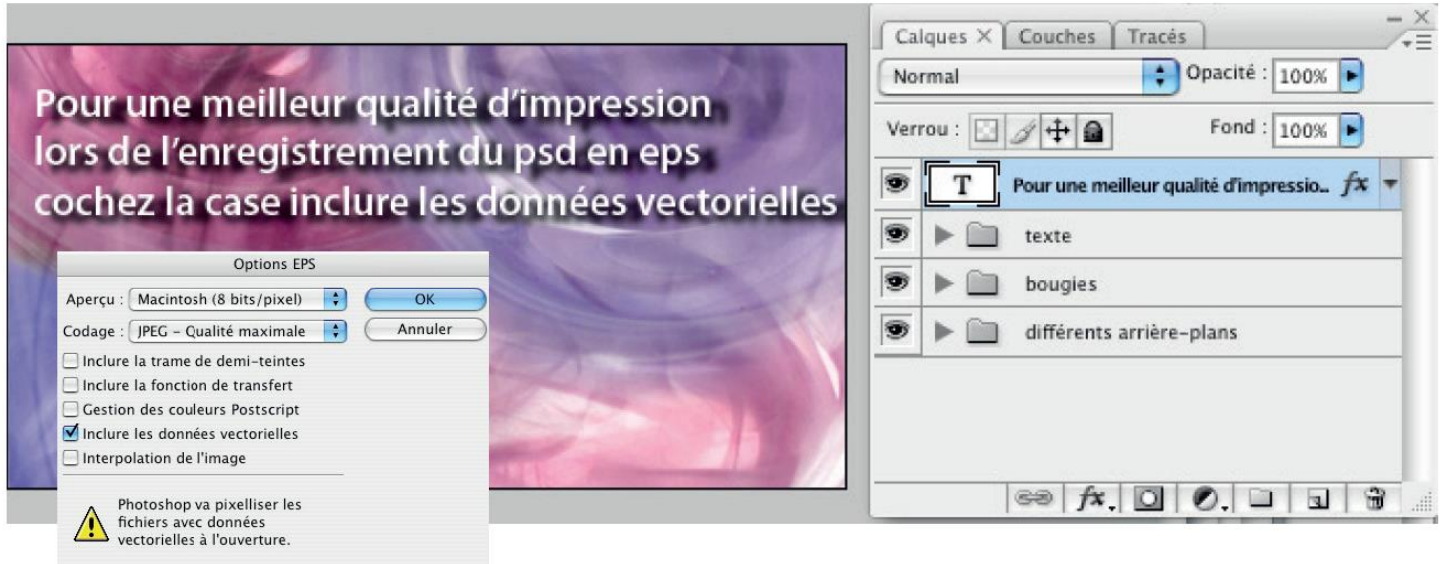 Pour une meilleur qualité d'impression
lors de l'enregistrement du psd en eps
cochez la case inclure les données vectorielles
Options EPS
Aperçu : Macintosh (8 bits/pixel) OK
Codage : JPEG - Qualité maximale Annuler
Inclure la trame de demi-teintes
Inclure la fonction de transfert
Gestion des couleurs Postscript
Inclure les données vectorielles
Interpolation de l'image
Photoshop va pixelliser les
fichiers avec données
vectorielles à l'ouverture.
Calques Couches Tracés
Normal Opacité : 100%
Verrou : Fond : 100%
T Pour une meilleur qualité d'impressio... fx
texte
bougies
différents arrière-plans
fx.